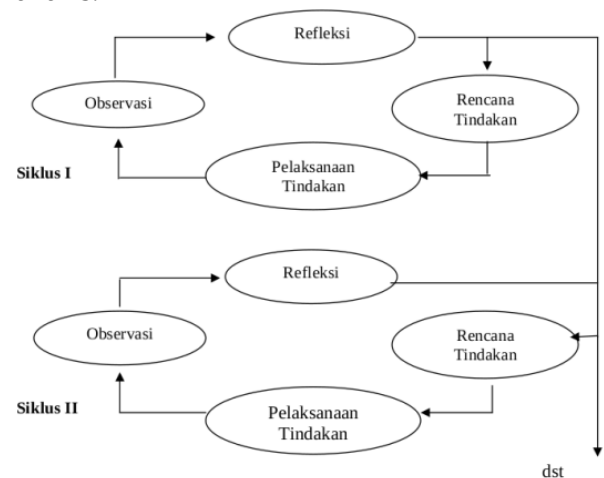 Refleksi
Observasi
Rencana
Tindakan
Siklus I
Pelaksanaan
Tindakan
Refleksi
Observasi
Rencana
Tindakan
Siklus II
Pelaksanaan
Tindakan
dst